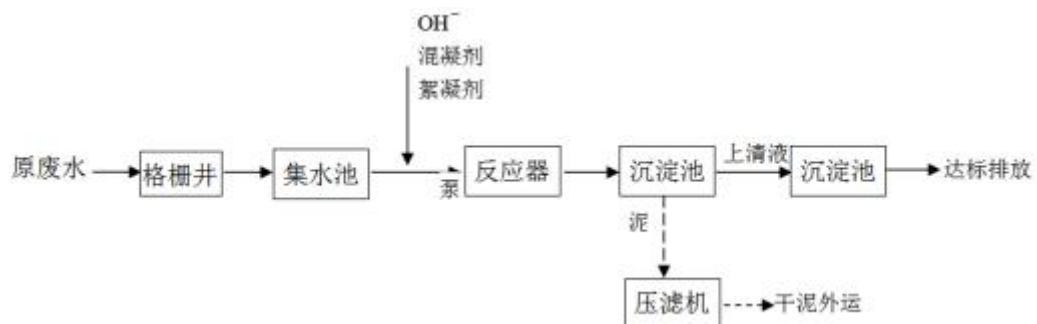 OH⁻
混凝剂
絮凝剂
原废水
格栅井
集水池
泵
反应器
沉淀池
上清液
沉淀池
达标排放
泥
压滤机
干泥外运